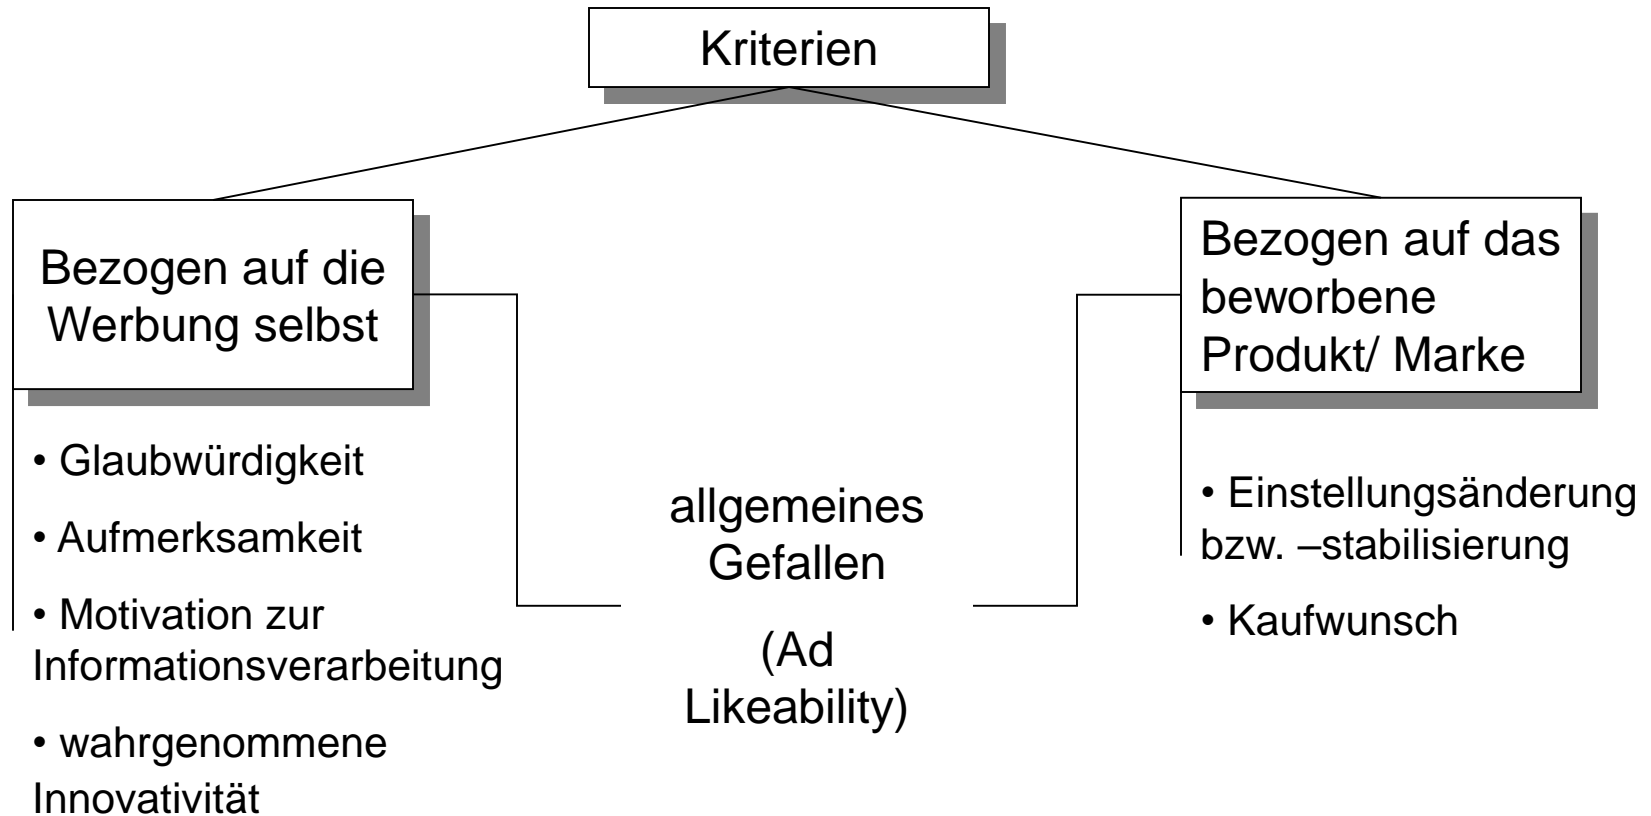 Kriterien
Bezogen auf die
Werbung selbst
• Glaubwürdigkeit
• Aufmerksamkeit
• Motivation zur
Informationsverarbeitung
• wahrgenommene
Innovativität
allgemeines
Gefallen
(Ad
Likeability)
Bezogen auf das
beworbene
Produkt/ Marke
• Einstellungsänderung
bzw. –stabilisierung
• Kaufwunsch